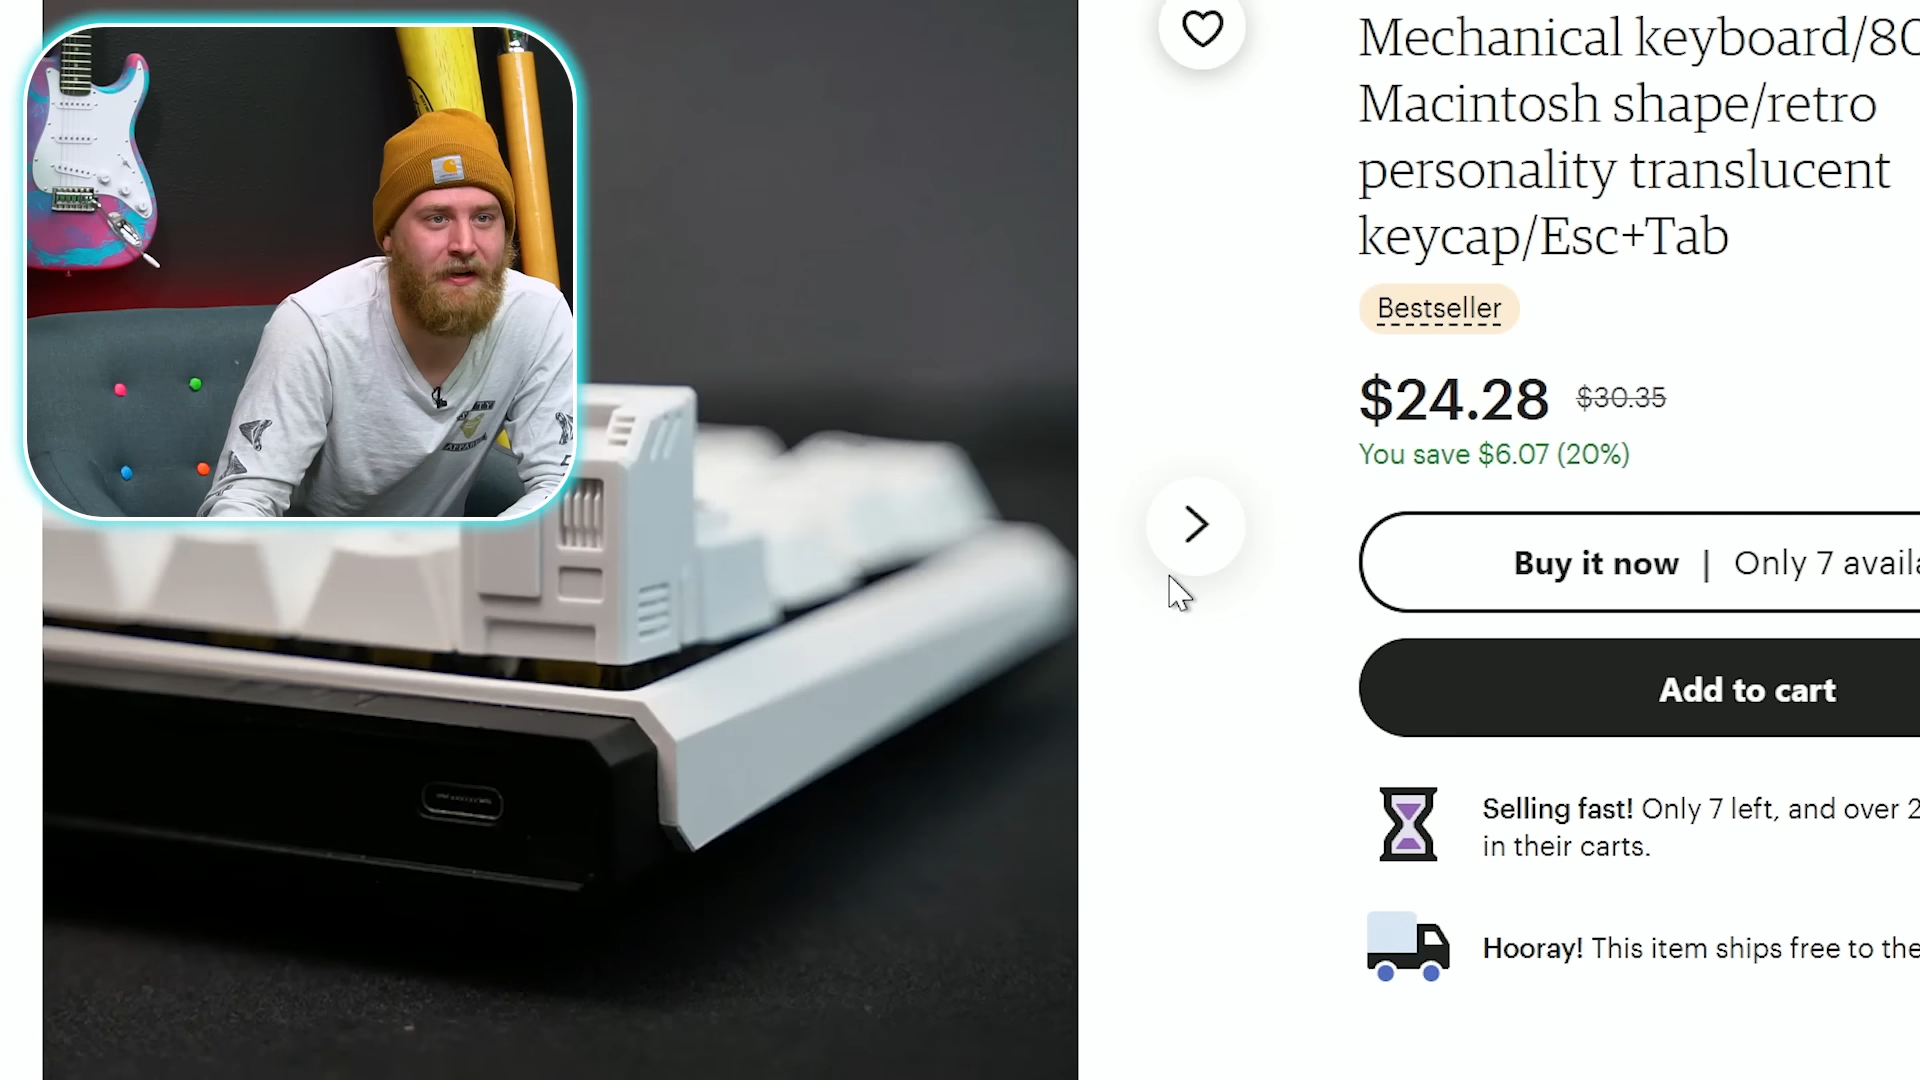 Mechanical keyboard/80
Macintosh shape/retro
personality translucent
keycap/Esc+Tab
Bestseller
$24.28 $30.35
You save $6.07 (20%)
Buy it now | Only 7 availa
Add to cart
Selling fast! Only 7 left, and over 2
in their carts.
Hooray! This item ships free to the